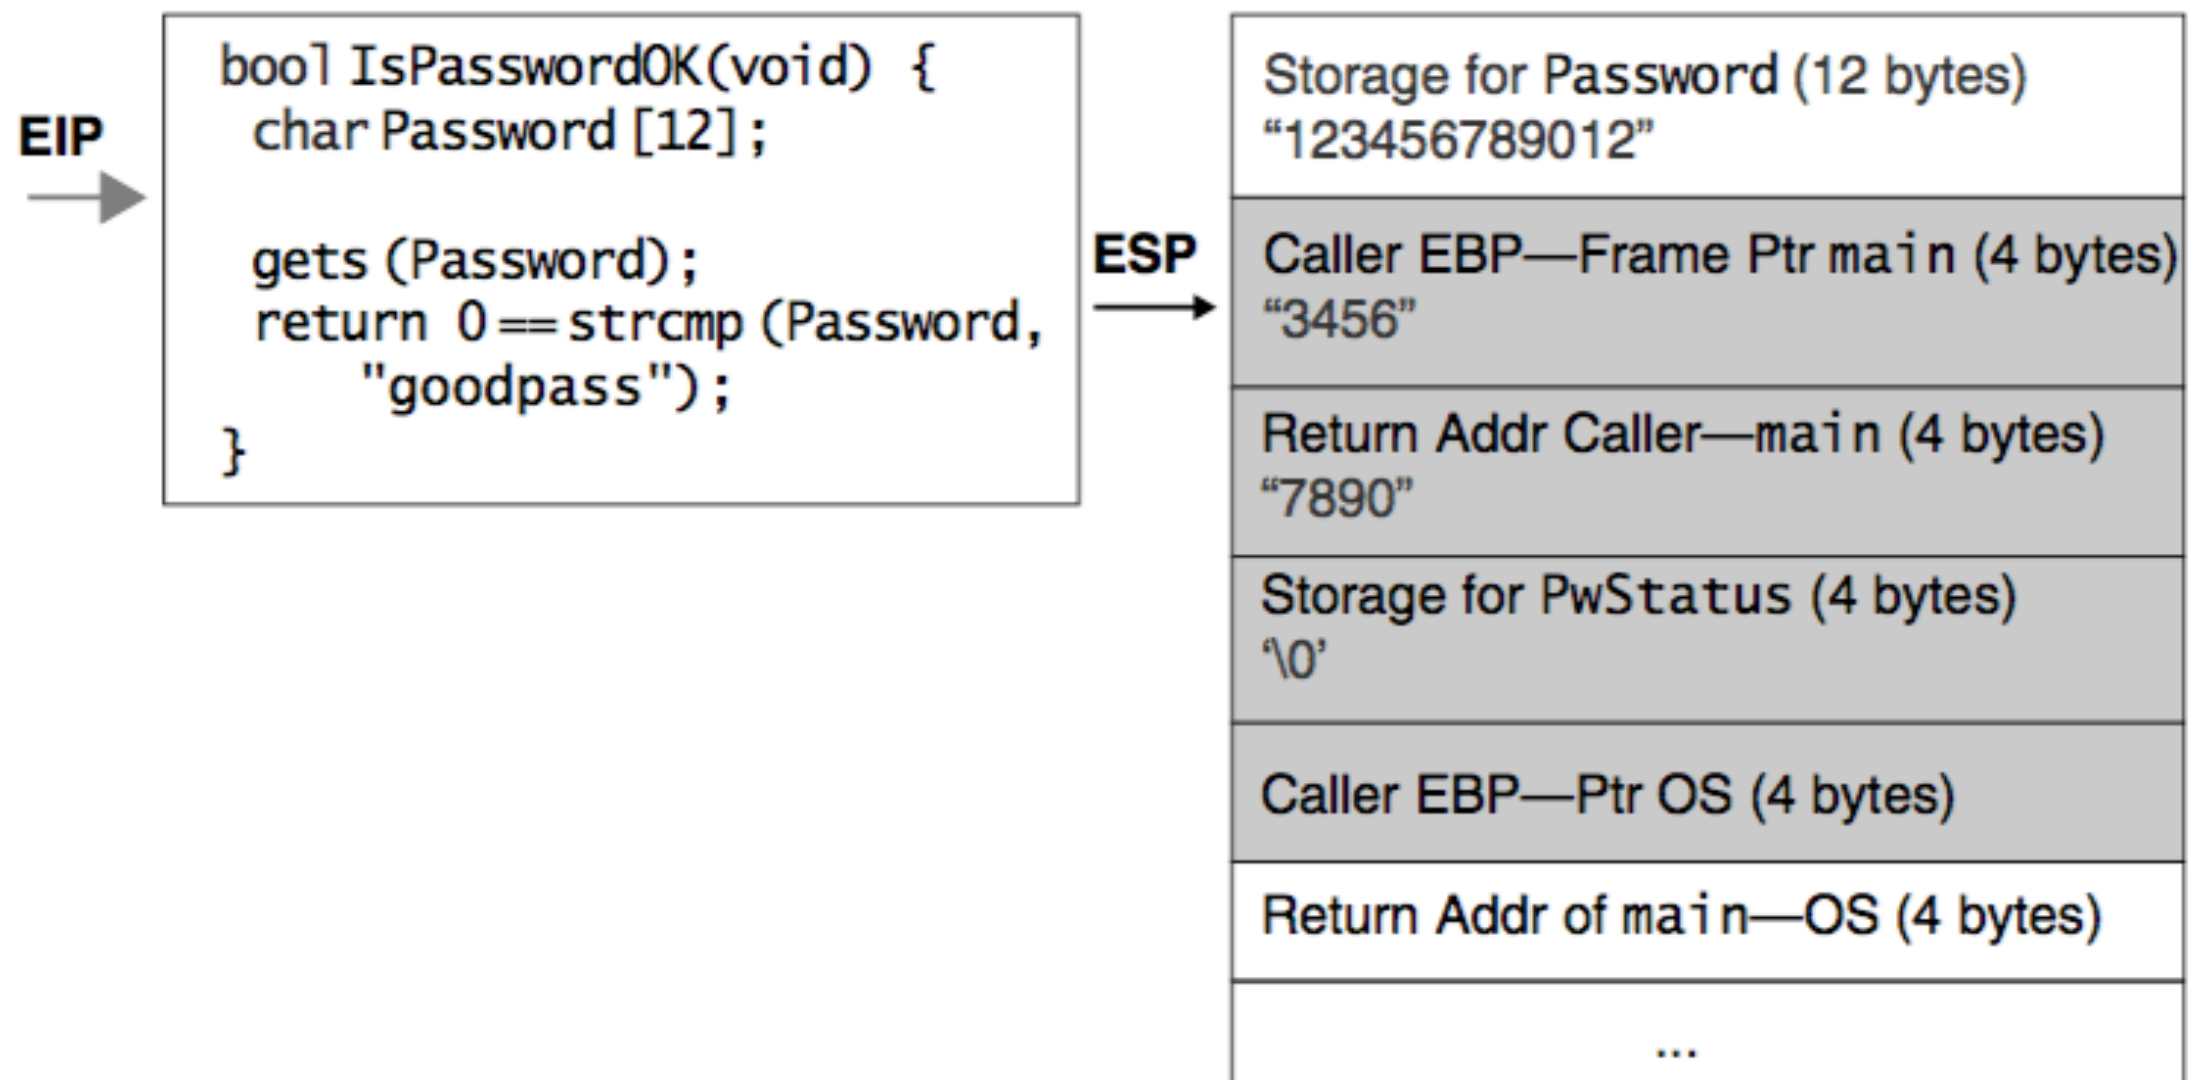 EIP
bool IsPasswordOK(void) {
char Password[12];
gets(Password);
return 0==strcmp(Password,
"goodpass");
}
ESP
Storage for Password (12 bytes)
“123456789012”
Caller EBP—Frame Ptr main (4 bytes)
“3456”
Return Addr Caller—main (4 bytes)
“7890”
Storage for PwStatus (4 bytes)
‘\0’
Caller EBP—Ptr OS (4 bytes)
Return Addr of main—OS (4 bytes)
...